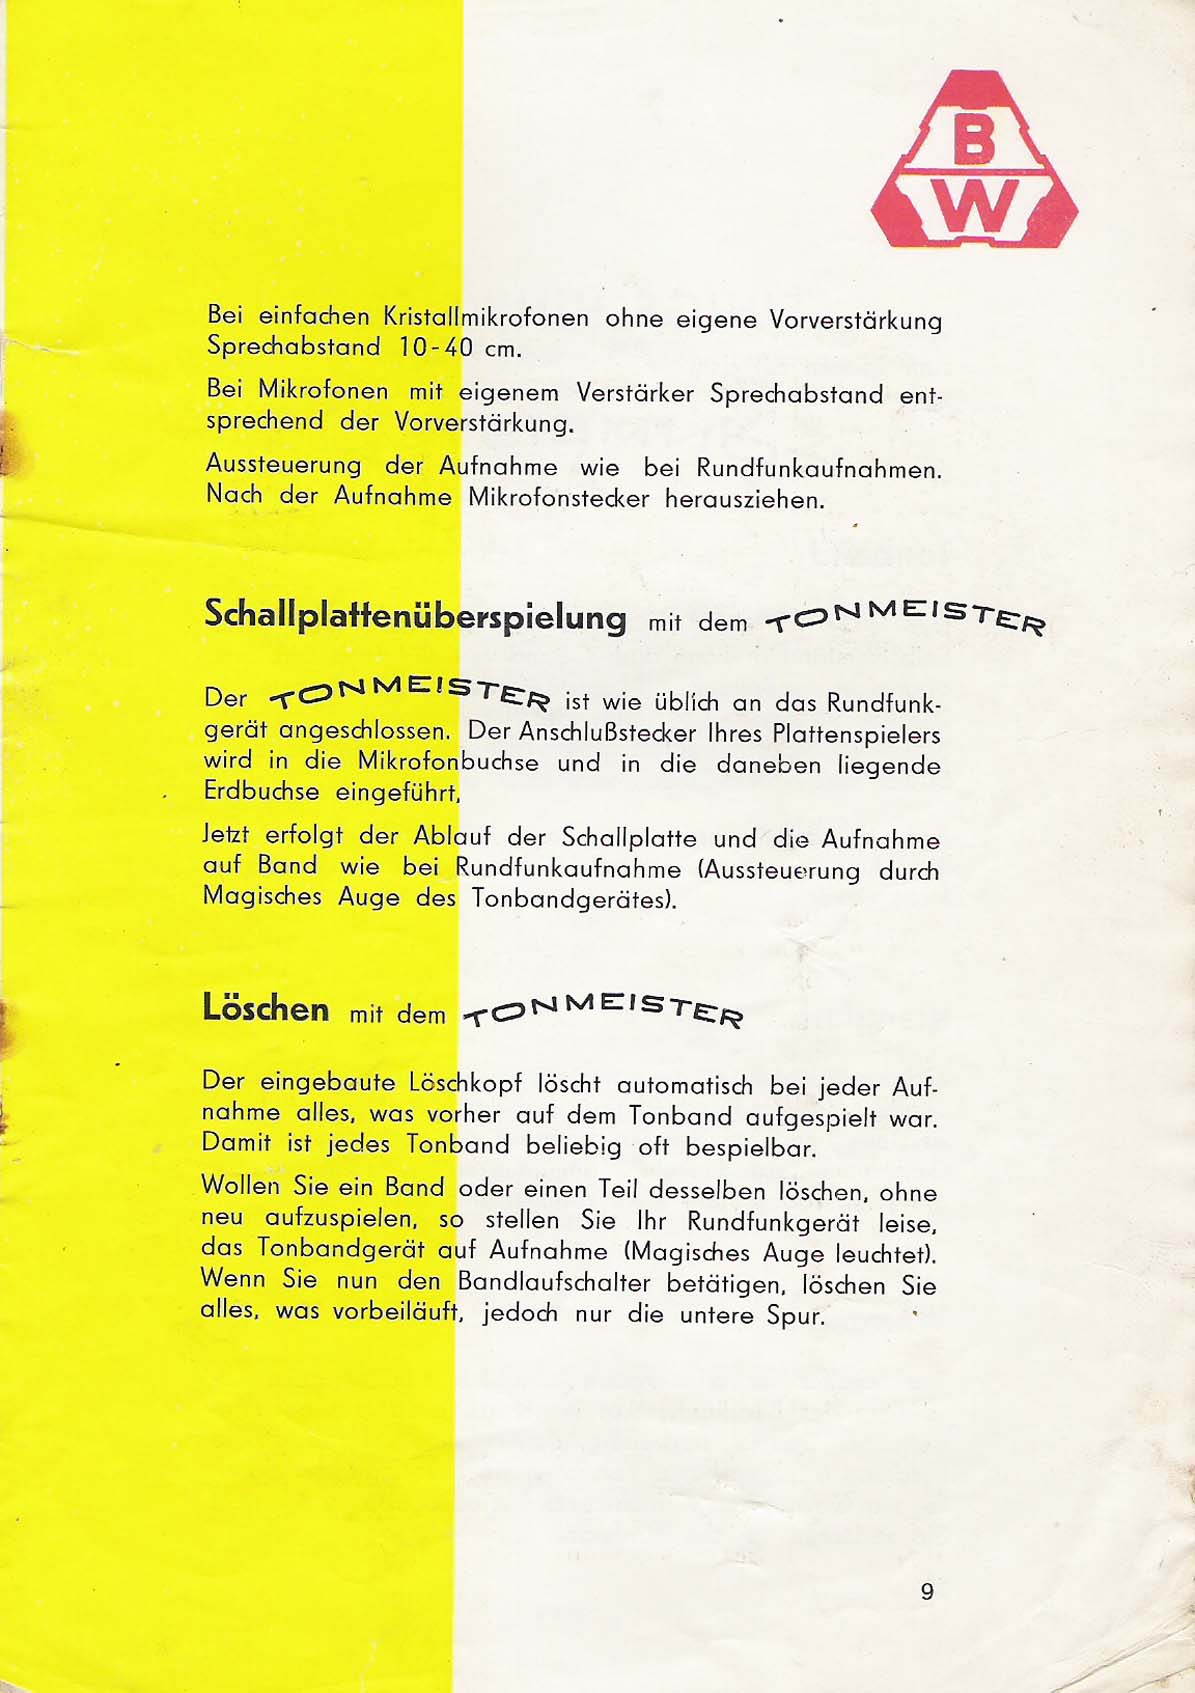 B
W
Bei einfachen Kristallmikrofonen ohne eigene Vorverstärkung
Sprechabstand 10-40 cm.
Bei Mikrofonen mit eigenem Verstärker Sprechabstand ent-
sprechend der Vorverstärkung.
Aussteuerung der Aufnahme wie bei Rundfunkaufnahmen.
Nach der Aufnahme Mikrofonstecker herausziehen.
Schallplattenüberspielung mit dem TONMEISTER
Der TONMEISTER ist wie üblich an das Rundfunk-
gerät angeschlossen. Der Anschlußstecker Ihres Plattenspielers
wird in die Mikrofonbuchse und in die daneben liegende
Erdbuchse eingeführt,
Jetzt erfolgt der Ablauf der Schallplatte und die Aufnahme
auf Band wie bei Rundfunkaufnahme (Aussteuerung durch
Magisches Auge des Tonbandgerätes).
Löschen mit dem TONMEISTER
Der eingebaute Löschkopf löscht automatisch bei jeder Auf-
nahme alles, was vorher auf dem Tonband aufgespielt war.
Damit ist jedes Tonband beliebig oft bespielbar.
Wollen Sie ein Band oder einen Teil desselben löschen, ohne
neu aufzuspielen, so stellen Sie Ihr Rundfunkgerät leise,
das Tonbandgerät auf Aufnahme (Magisches Auge leuchtet).
Wenn Sie nun den Bandlaufschalter betätigen, löschen Sie
alles, was vorbeiläuft, jedoch nur die untere Spur.
9